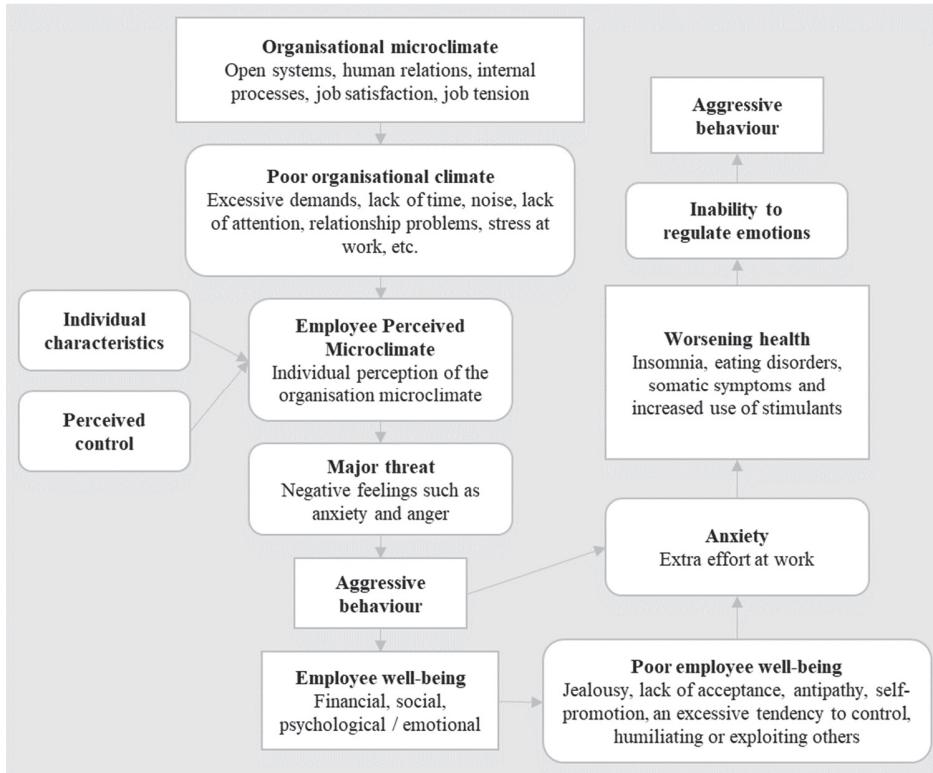 Organisational microclimate
Open systems, human relations, internal
processes, job satisfaction, job tension
Poor organisational climate
Excessive demands, lack of time, noise, lack
of attention, relationship problems, stress at
work, etc.
Individual
characteristics
Perceived
control
Employee Perceived
Microclimate
Individual perception of the
organisation microclimate
Major threat
Negative feelings such as
anxiety and anger
Aggressive
behaviour
Employee well-being
Financial, social,
psychological / emotional
Poor employee well-being
Jealousy, lack of acceptance, antipathy, self-
promotion, an excessive tendency to control,
humiliating or exploiting others
Anxiety
Extra effort at work
Worsening health
Insomnia, eating disorders,
somatic symptoms and
increased use of stimulants
Inability to
regulate emotions
Aggressive
behaviour